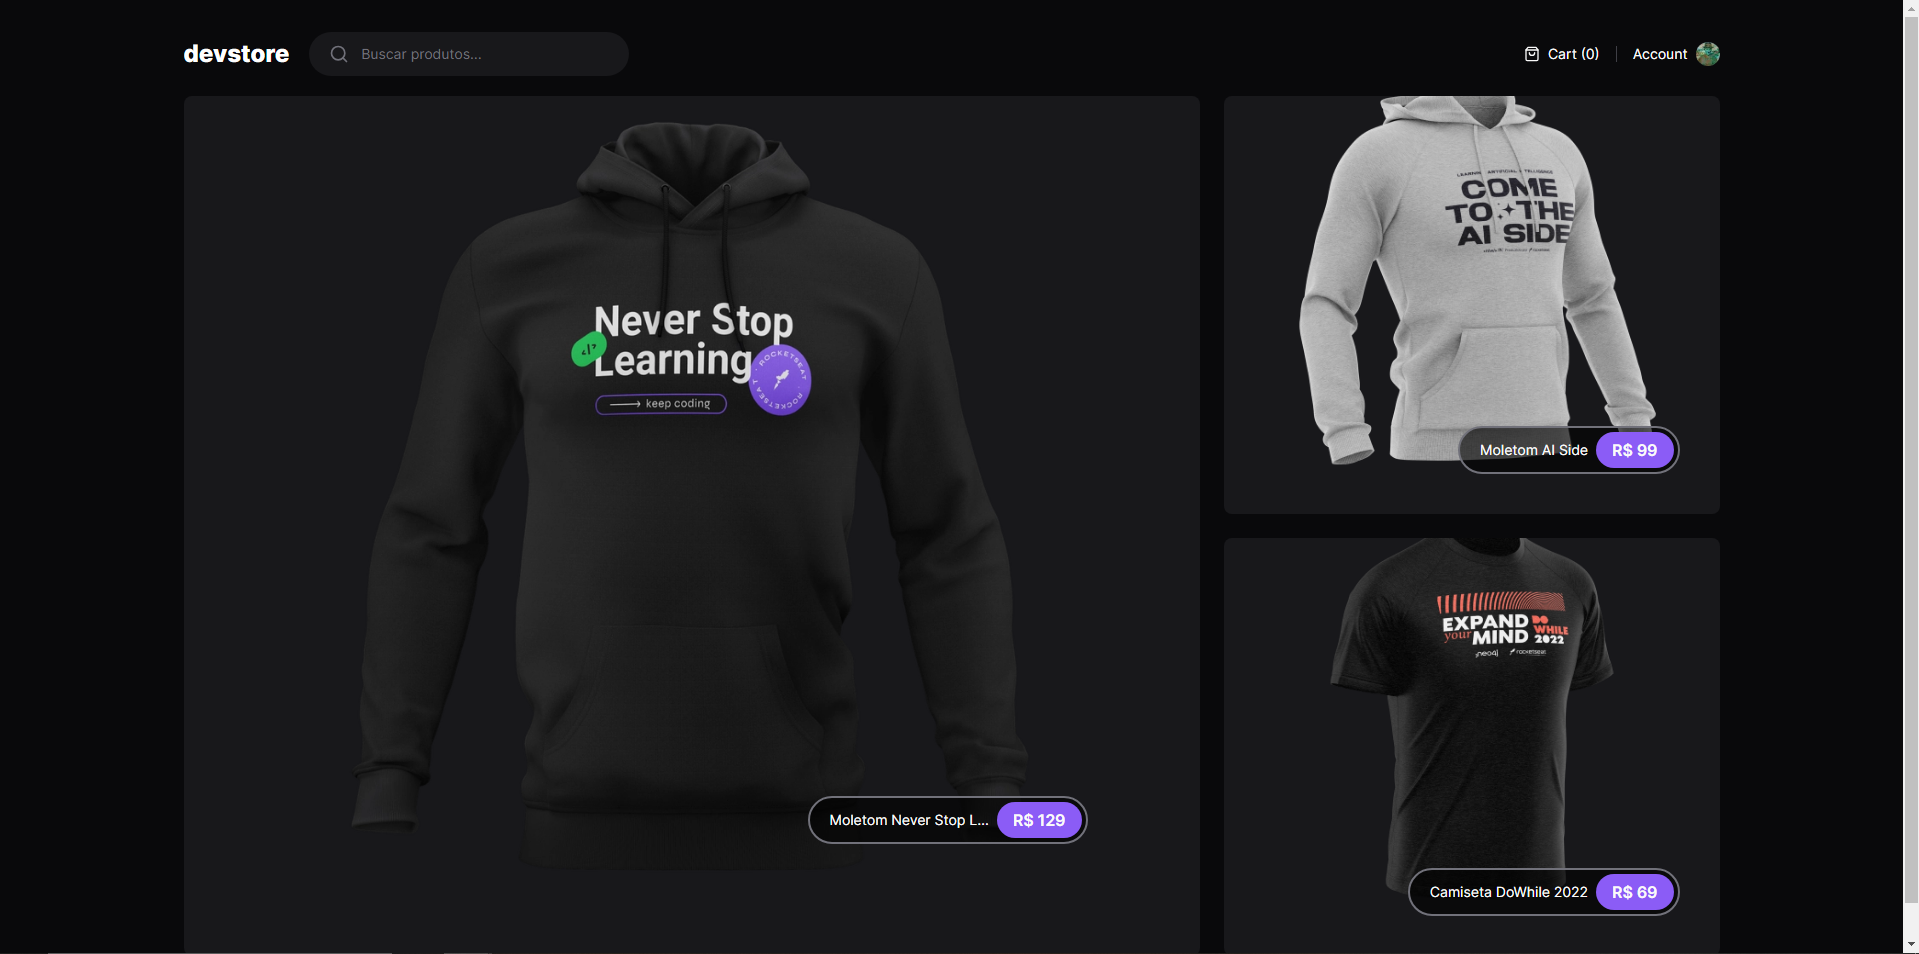 devstore
Buscar produtos...
Cart (0)
Account
Never Stop
Learning
keep coding
ROCKETSEAT · ROCKETSEAT ·
Moletom Never Stop L...
R$ 129
LEARNING ARTIFICIAL INTELLIGENCE
COME
TO THE
AI SIDE
Moletom AI Side
R$ 99
EXPAND
your MIND
DO
WHILE
2022
neo4j
rocketseat
Camiseta DoWhile 2022
R$ 69